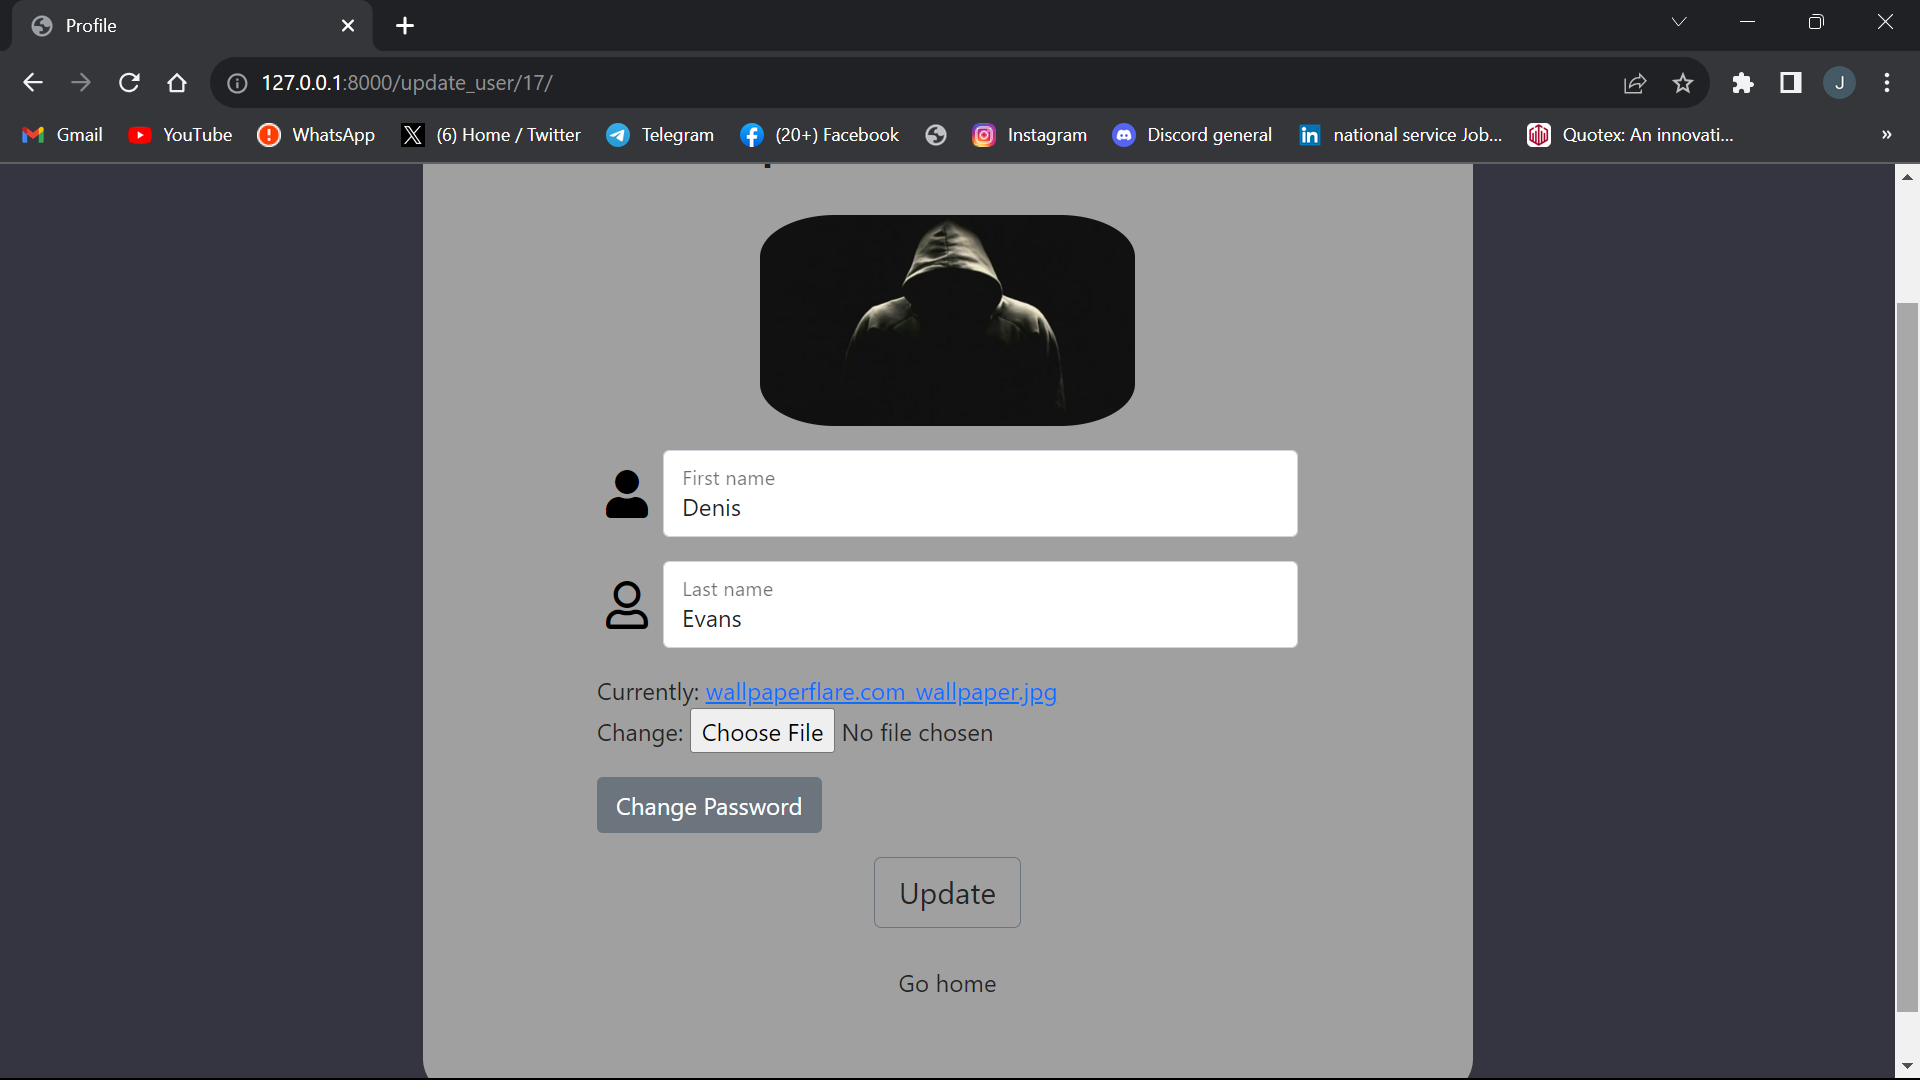 Profile
127.0.0.1:8000/update_user/17/
J
Gmail YouTube WhatsApp (6) Home / Twitter Telegram (20+) Facebook Instagram Discord general national service Job... Quotex: An innovati... »
First name
Denis
Last name
Evans
Currently: wallpaperflare.com_wallpaper.jpg
Change: Choose File No file chosen
Change Password
Update
Go home